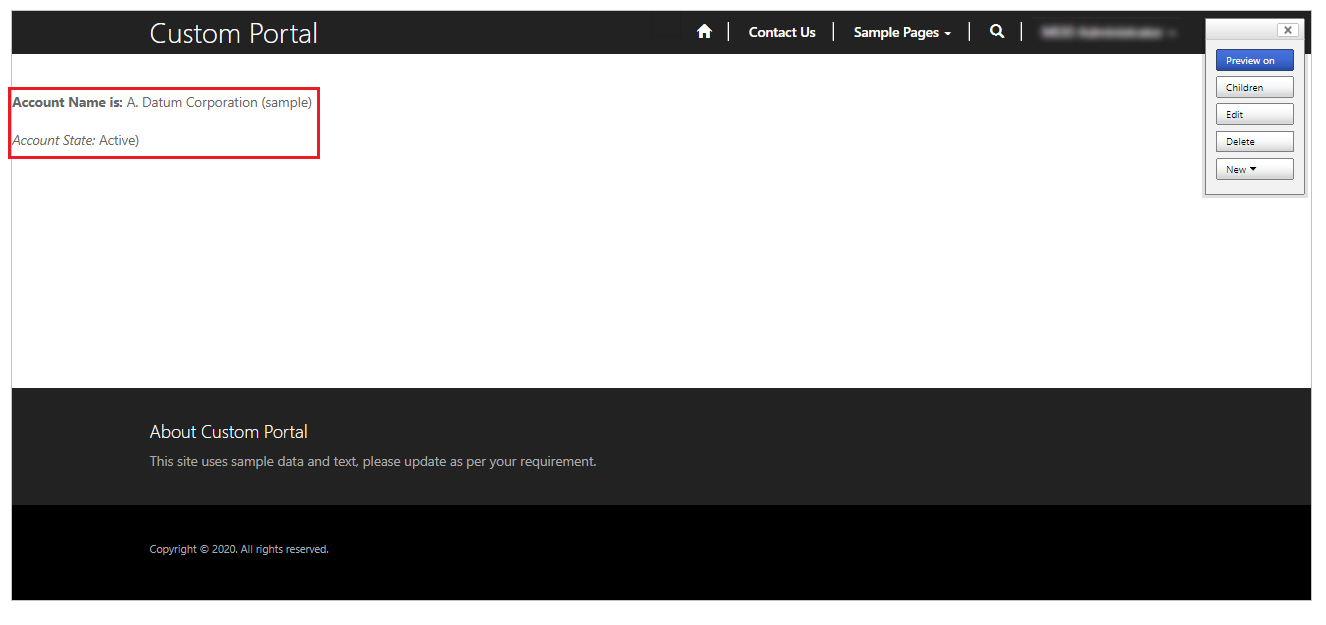 Custom Portal
Contact Us
Sample Pages
Preview on
Children
Edit
Delete
New
Account Name is: A. Datum Corporation (sample)
Account State: Active)
About Custom Portal
This site uses sample data and text, please update as per your requirement.
Copyright © 2020. All rights reserved.